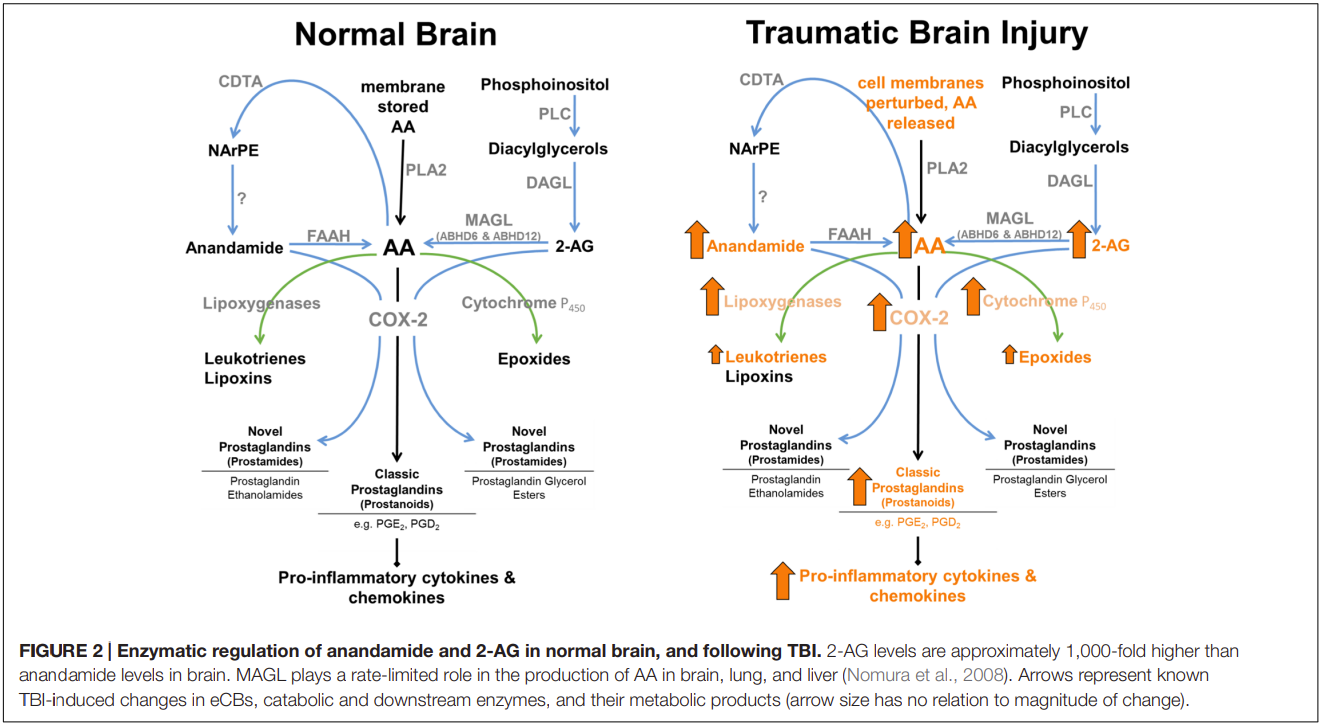 Normal Brain
CDTA
membrane
stored
AA
Phosphoinositol
PLC
NArPE
PLA2
Diacylglycerols
?
DAGL
MAGL
(ABHD6 & ABHD12)
FAAH
Anandamide
AA
2-AG
Lipoxygenases
COX-2
Cytochrome P450
Leukotrienes
Lipoxins
Epoxides
Novel
Prostaglandins
(Prostamides)
Prostaglandin
Ethanolamides
Classic
Prostaglandins
(Prostanoids)
e.g. PGE2, PGD2
Novel
Prostaglandins
(Prostamides)
Prostaglandin Glycerol
Esters
Pro-inflammatory cytokines &
chemokines
Traumatic Brain Injury
CDTA
cell membranes
perturbed, AA
released
Phosphoinositol
PLC
NArPE
PLA2
Diacylglycerols
?
DAGL
MAGL
(ABHD6 & ABHD12)
FAAH
Anandamide
AA
2-AG
Lipoxygenases
COX-2
Cytochrome P450
Leukotrienes
Lipoxins
Epoxides
Novel
Prostaglandins
(Prostamides)
Prostaglandin
Ethanolamides
Classic
Prostaglandins
(Prostanoids)
e.g. PGE2, PGD2
Novel
Prostaglandins
(Prostamides)
Prostaglandin Glycerol
Esters
Pro-inflammatory cytokines &
chemokines
FIGURE 2 | Enzymatic regulation of anandamide and 2-AG in normal brain, and following TBI. 2-AG levels are approximately 1,000-fold higher than
anandamide levels in brain. MAGL plays a rate-limited role in the production of AA in brain, lung, and liver (Nomura et al., 2008). Arrows represent known
TBI-induced changes in eCBs, catabolic and downstream enzymes, and their metabolic products (arrow size has no relation to magnitude of change).